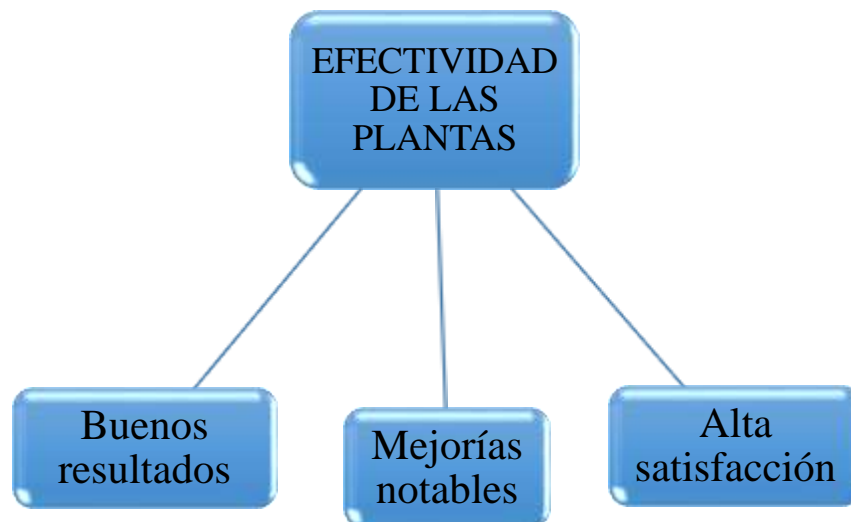 EFECTIVIDAD
DE LAS
PLANTAS
Buenos
resultados
Mejorías
notables
Alta
satisfacción